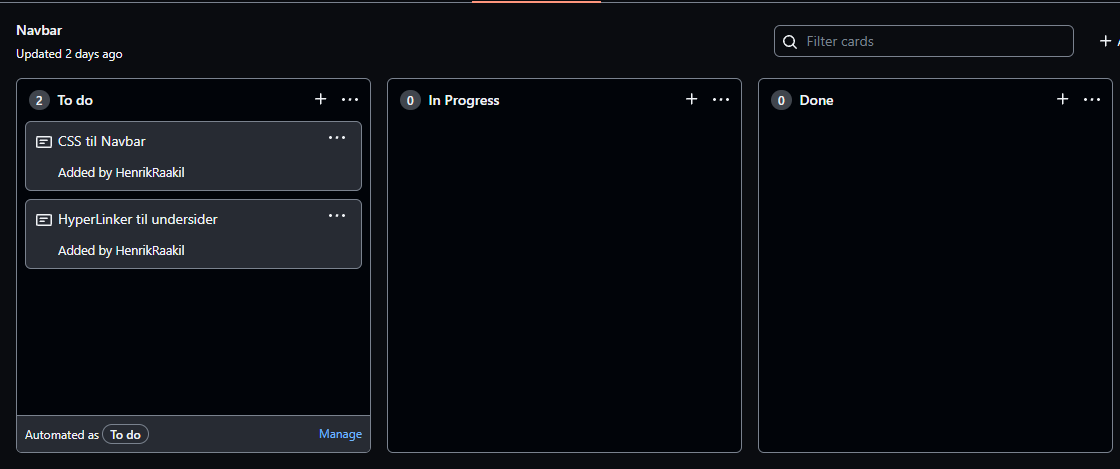 Navbar
Updated 2 days ago
Filter cards
2 To do
CSS til Navbar
Added by HenrikRaakil
HyperLinker til undersider
Added by HenrikRaakil
Automated as To do
Manage
0 In Progress
0 Done